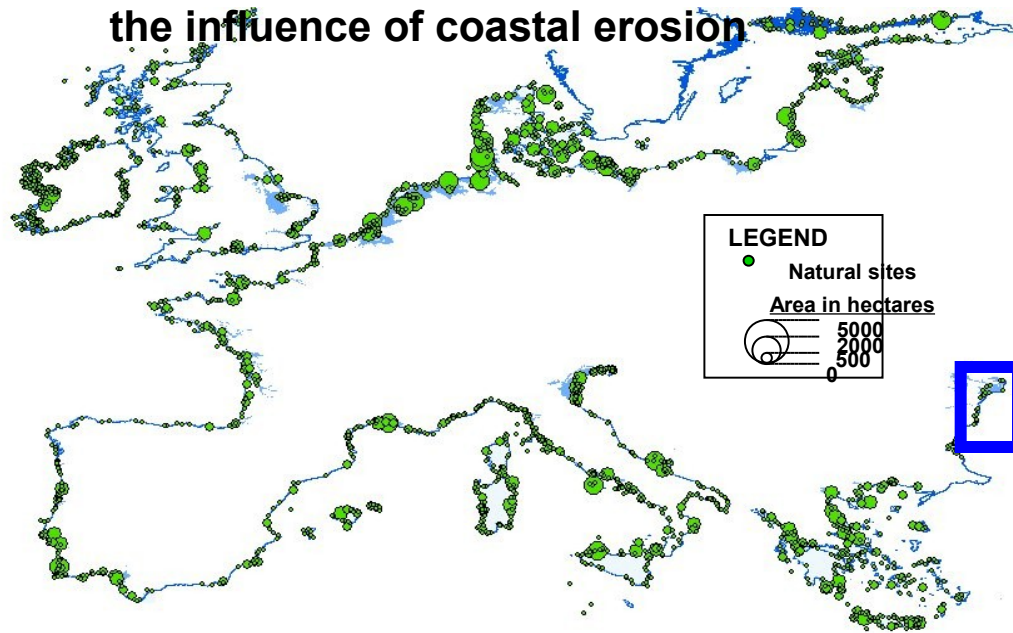 the influence of coastal erosion
LEGEND
Natural sites
Area in hectares
5000
2000
500
0